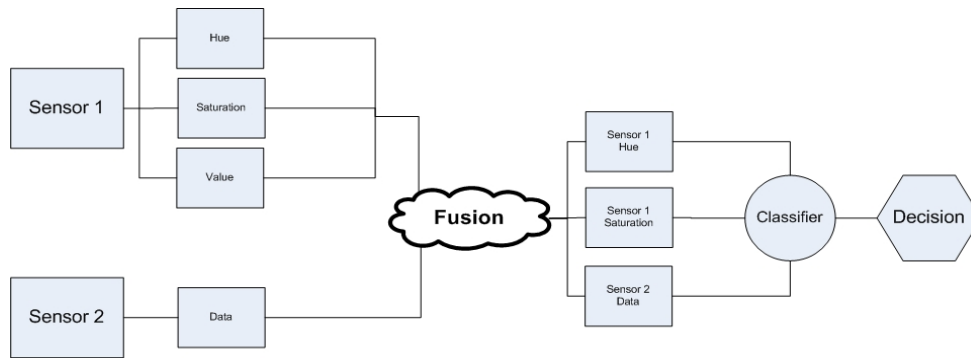 Sensor 1
Hue
Saturation
Value
Sensor 2
Data
Fusion
Sensor 1
Hue
Sensor 1
Saturation
Sensor 2
Data
Classifier
Decision